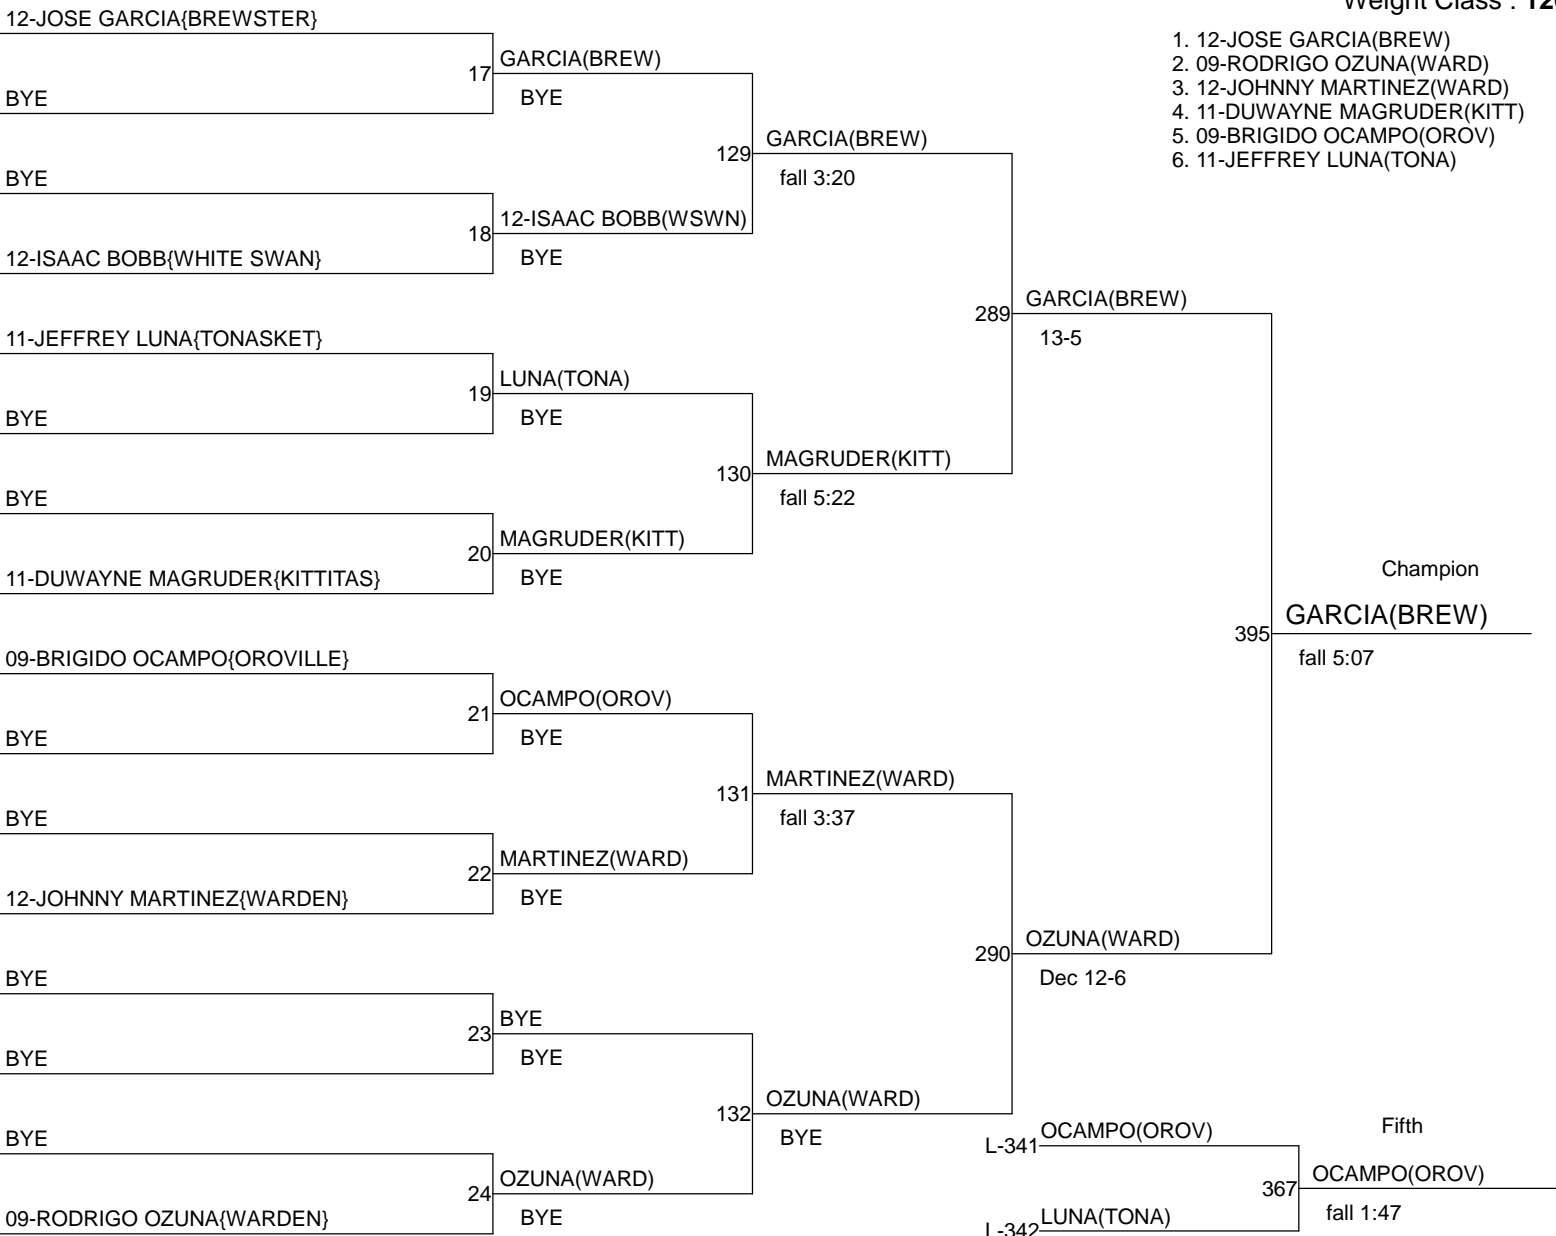 12-JOSE GARCIA{BREWSTER}
BYE
BYE
12-ISAAC BOBB{WHITE SWAN}
11-JEFFREY LUNA{TONASKET}
BYE
BYE
11-DUWAYNE MAGRUDER{KITTITAS}
09-BRIGIDO OCAMPO{OROVILLE}
BYE
BYE
12-JOHNNY MARTINEZ{WARDEN}
BYE
BYE
BYE
09-RODRIGO OZUNA{WARDEN}
17
GARCIA(BREW)
BYE
18
12-ISAAC BOBB(WSWN)
BYE
19
LUNA(TONA)
BYE
20
MAGRUDER(KITT)
BYE
21
OCAMPO(OROV)
BYE
22
MARTINEZ(WARD)
BYE
23
BYE
BYE
24
OZUNA(WARD)
BYE
129
GARCIA(BREW)
fall 3:20
130
MAGRUDER(KITT)
fall 5:22
131
MARTINEZ(WARD)
fall 3:37
132
OZUNA(WARD)
BYE
289
GARCIA(BREW)
13-5
290
OZUNA(WARD)
Dec 12-6
Champion
395
GARCIA(BREW)
fall 5:07
Weight Class :
1. 12-JOSE GARCIA(BREW)
2. 09-RODRIGO OZUNA(WARD)
3. 12-JOHNNY MARTINEZ(WARD)
4. 11-DUWAYNE MAGRUDER(KITT)
5. 09-BRIGIDO OCAMPO(OROV)
6. 11-JEFFREY LUNA(TONA)
Fifth
L-341 OCAMPO(OROV)
L-342 LUNA(TONA)
367
OCAMPO(OROV)
fall 1:47